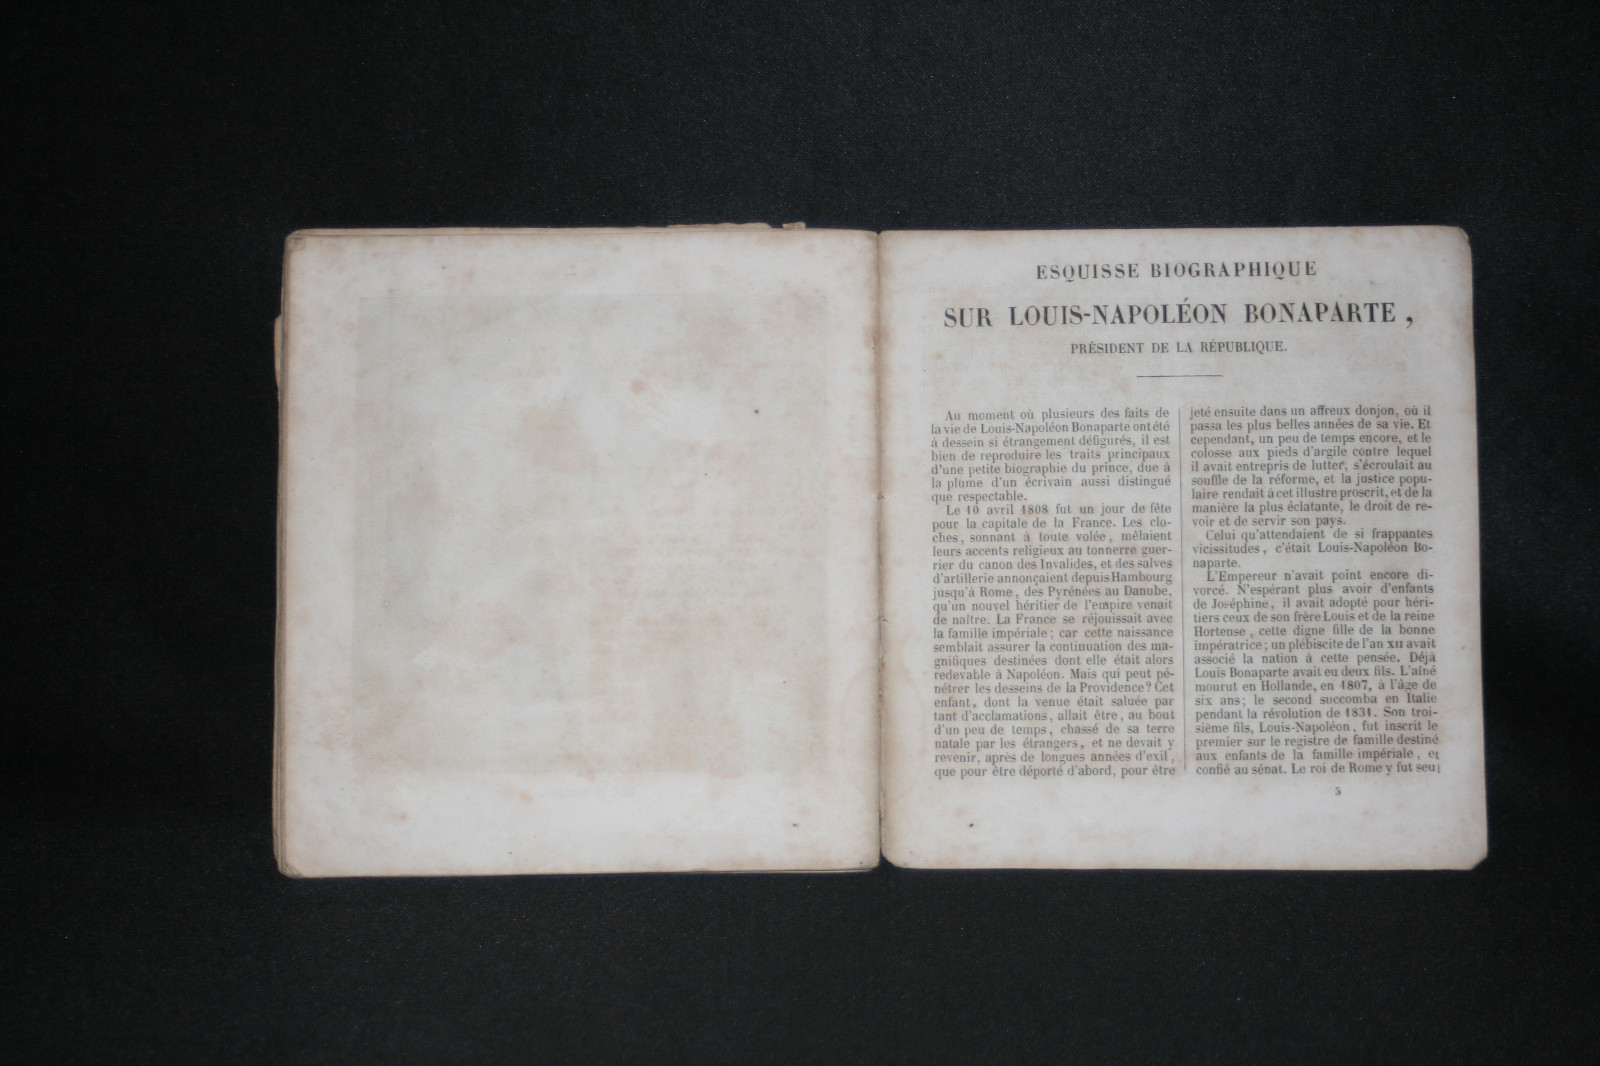 ESQUISSE BIOGRAPHIQUE
SUR LOUIS-NAPOLÉON BONAPARTE,
PRÉSIDENT DE LA RÉPUBLIQUE.
Au moment où plusieurs des faits de
la vie de Louis-Napoléon Bonaparte ont été
à dessein si étrangement défigurés, il est
bien de reproduire les traits principaux
d'une petite biographie du prince, due à
la plume d'un écrivain aussi distingué
que respectable.
Le 10 avril 1808 fut un jour de fête
pour la capitale de la France. Les clo-
ches, sonnant à toute volée, mêlaient
leurs accents religieux au tonnerre guer-
rier du canon des Invalides, et des salves
d'artillerie annonçaient depuis Hambourg
jusqu'à Rome, des Pyrénées au Danube,
qu'un nouvel héritier de l'empire venait
de naître. La France se réjouissait avec
la famille impériale; car cette naissance
semblait assurer la continuation des ma-
gnifiques destinées dont elle était alors
redevable à Napoléon. Mais qui peut pé-
nétrer les desseins de la Providence? Cet
enfant, dont la venue était saluée par
tant d'acclamations, allait être, au bout
d'un peu de temps, chassé de sa terre
natale par les étrangers, et ne devait y
revenir, après de longues années d'exil,
que pour être déporté d'abord, pour être
jeté ensuite dans un affreux donjon, où il
passa les plus belles années de sa vie. Et
cependant, un peu de temps encore, et le
colosse aux pieds d'argile contre lequel
il avait entrepris de lutter, s'écroulait au
souffle de la réforme, et la justice popu-
laire rendait à cet illustre proscrit, et de la
manière la plus éclatante, le droit de re-
voir et de servir son pays.
Celui qu'attendaient de si frappantes
vicissitudes, c'était Louis-Napoléon Bo-
naparte.
L'Empereur n'avait point encore di-
vorcé. N'espérant plus avoir d'enfants
de Joséphine, il avait adopté pour héri-
tiers ceux de son frère Louis et de la reine
Hortense, cette digne fille de la bonne
impératrice; un plébiscite de l'an XII avait
associé la nation à cette pensée. Déjà
Louis Bonaparte avait eu deux fils. L'aîné
mourut en Hollande, en 1807, à l'âge de
six ans; le second succomba en Italie
pendant la révolution de 1831. Son troi-
sième fils, Louis-Napoléon, fut inscrit le
premier sur le registre de famille destiné
aux enfants de la famille impériale, et
confié au sénat. Le roi de Rome y fut seul
5